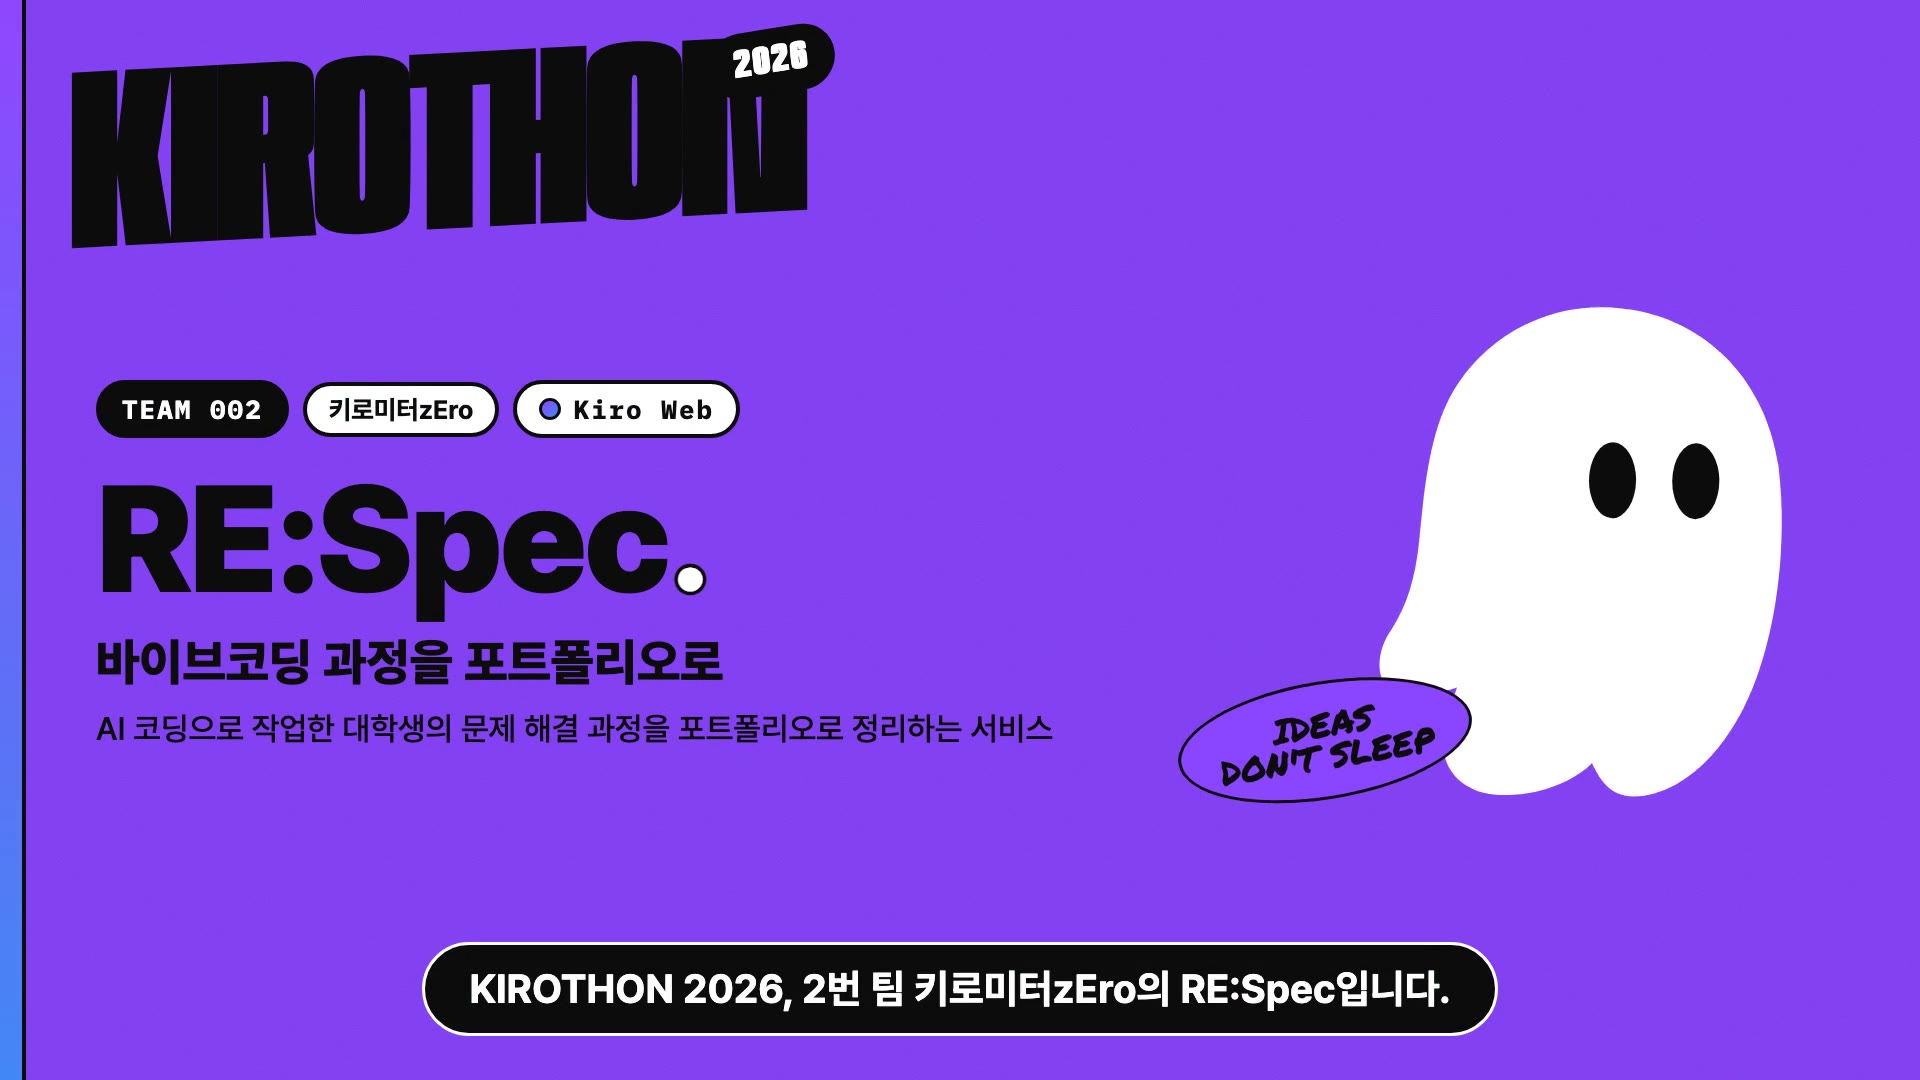 KIROTHON
2026
TEAM 002
키로미터zEro
Kiro Web
RE:Spec.
바이브코딩 과정을 포트폴리오로
AI 코딩으로 작업한 대학생의 문제 해결 과정을 포트폴리오로 정리하는 서비스
IDEAS
DON'T SLEEP
KIROTHON 2026, 2번 팀 키로미터zEro의 RE:Spec입니다.